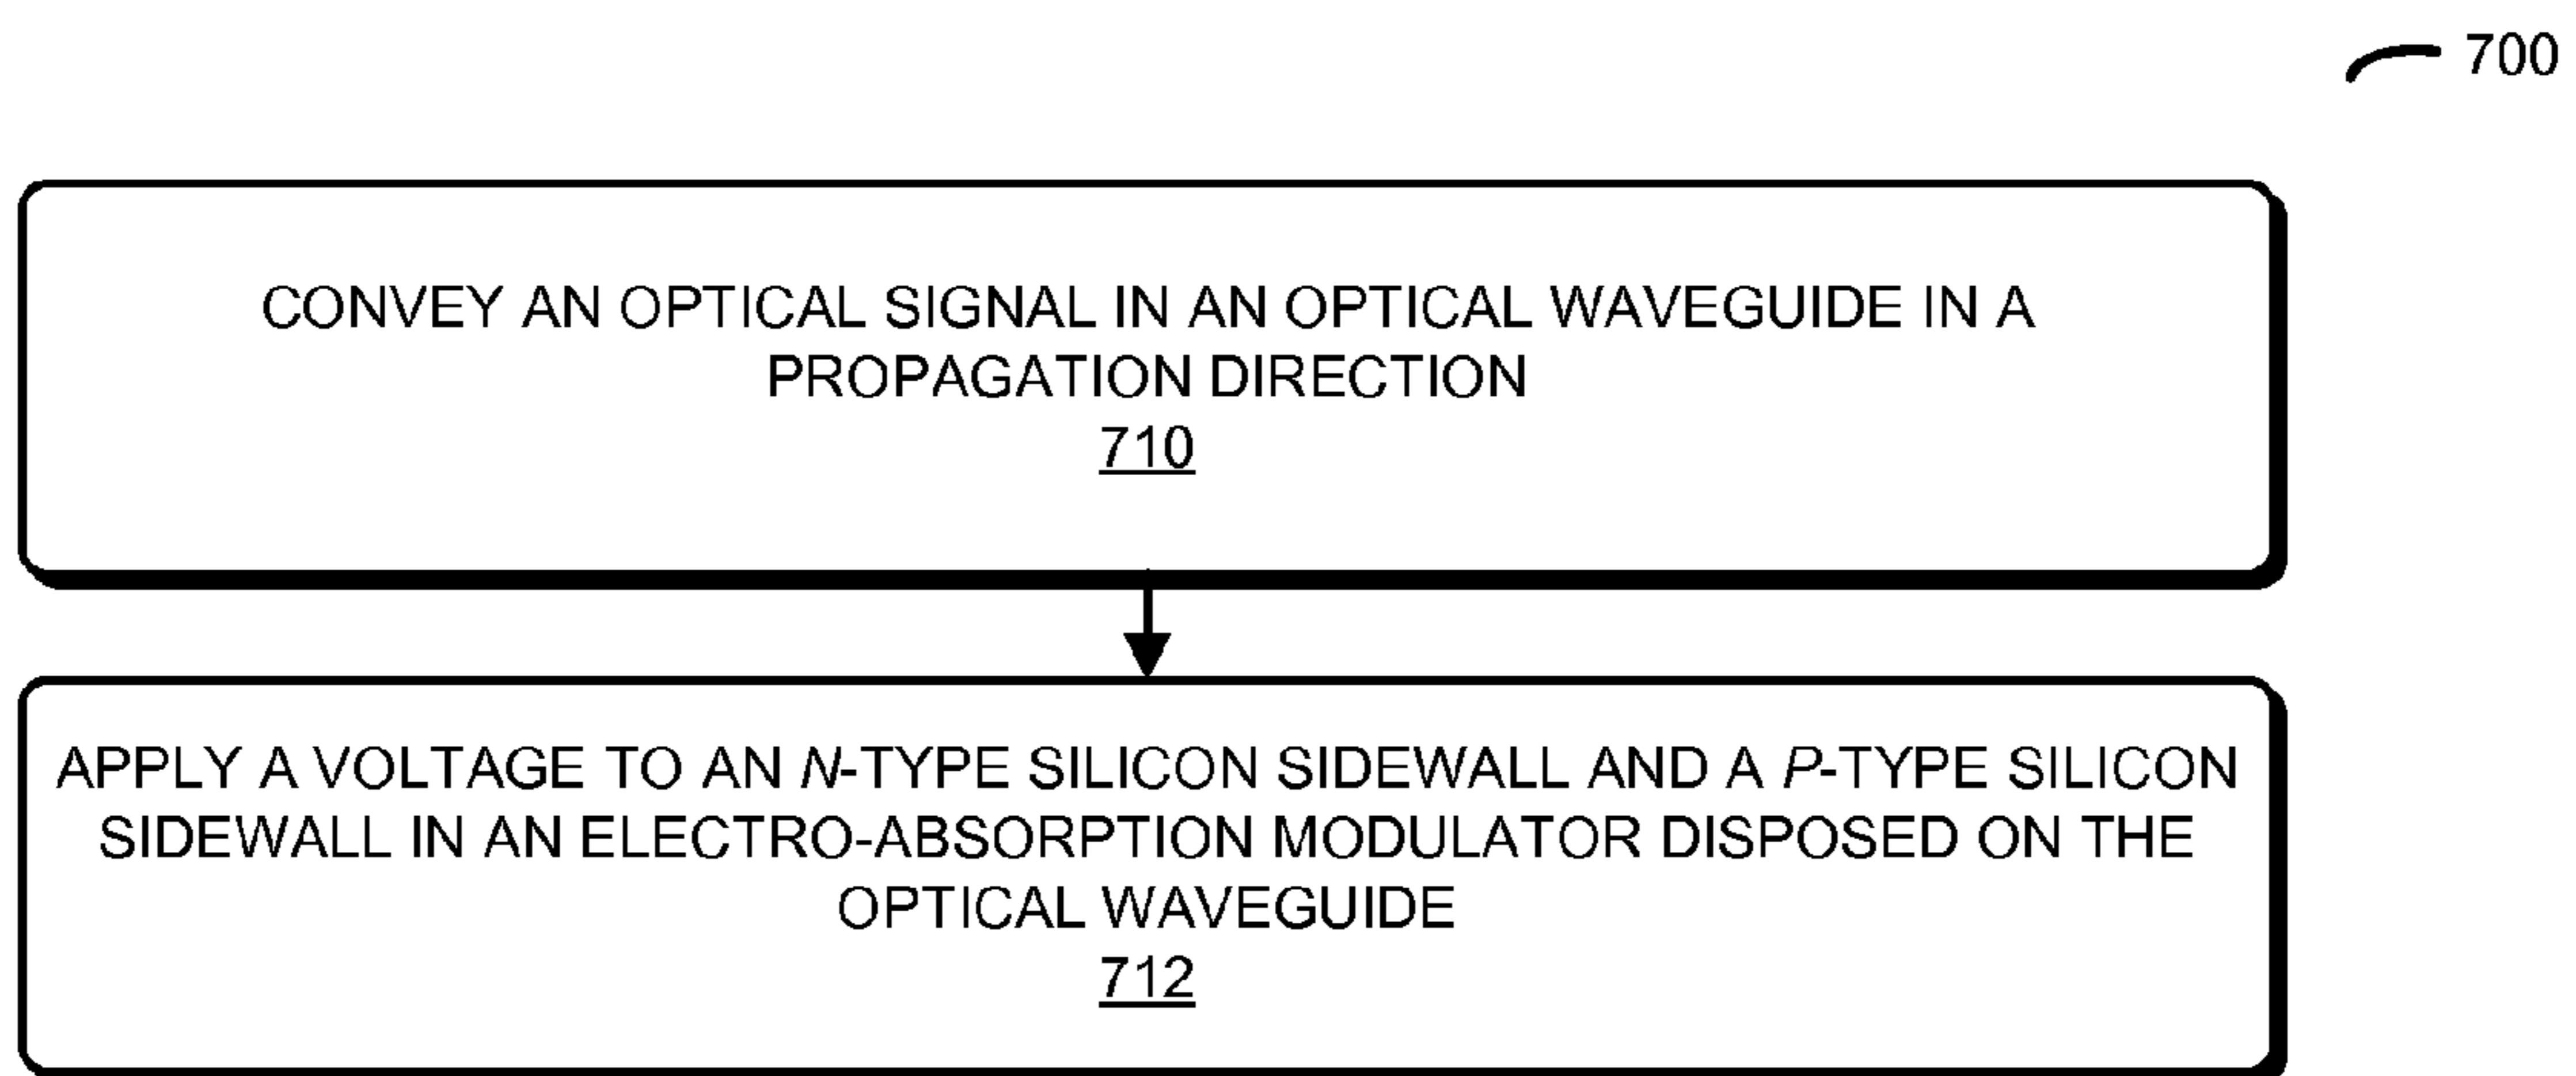 700
CONVEY AN OPTICAL SIGNAL IN AN OPTICAL WAVEGUIDE IN A
PROPAGATION DIRECTION
710
APPLY A VOLTAGE TO AN N-TYPE SILICON SIDEWALL AND A P-TYPE SILICON
SIDEWALL IN AN ELECTRO-ABSORPTION MODULATOR DISPOSED ON THE
OPTICAL WAVEGUIDE
712